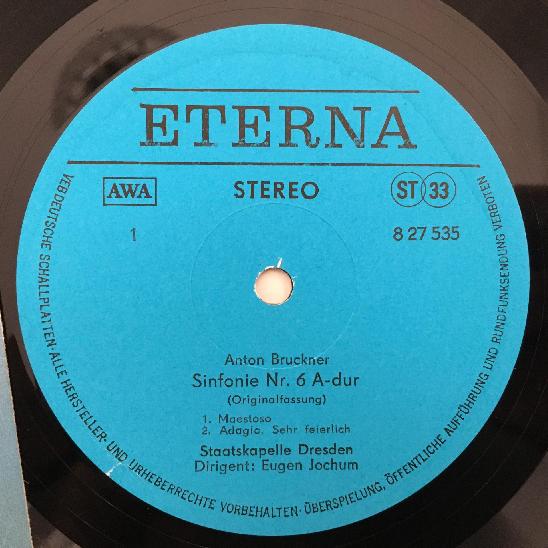 ETERNA
AWA
STEREO
ST 33
1
8 27 535
Anton Bruckner
Sinfonie Nr. 6 A-dur
(Originalfassung)
1. Maestoso
2. Adagio. Sehr feierlich
Staatskapelle Dresden
Dirigent: Eugen Jochum
VEB DEUTSCHE SCHALLPLATTEN · ALLE HERSTELLER- UND URHEBERRECHTE VORBEHALTEN · ÜBERSPIELUNG, ÖFFENTLICHE AUFFÜHRUNG UND RUNDFUNKSENDUNG VERBOTEN